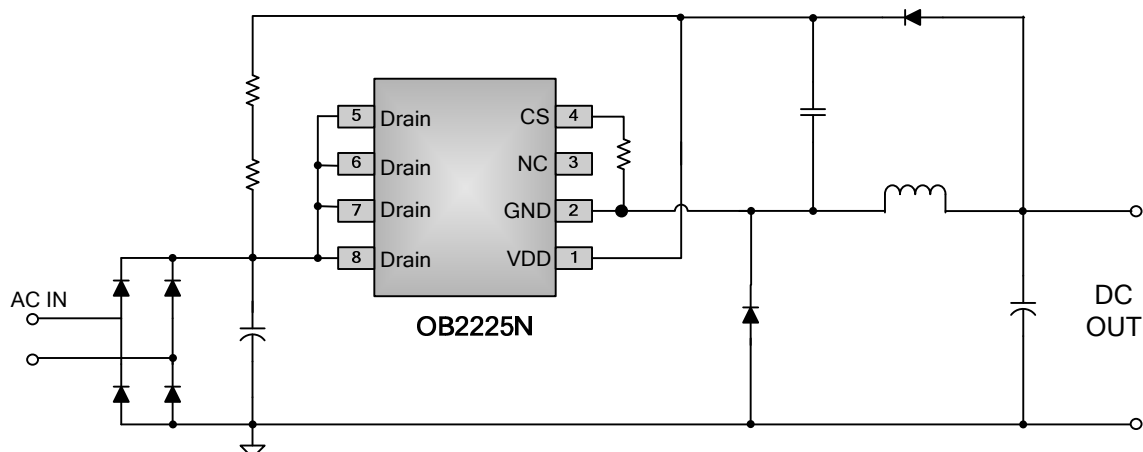 5 Drain CS 4
6 Drain NC 3
7 Drain GND 2
8 Drain VDD 1
AC IN
OB2225N
DC
OUT